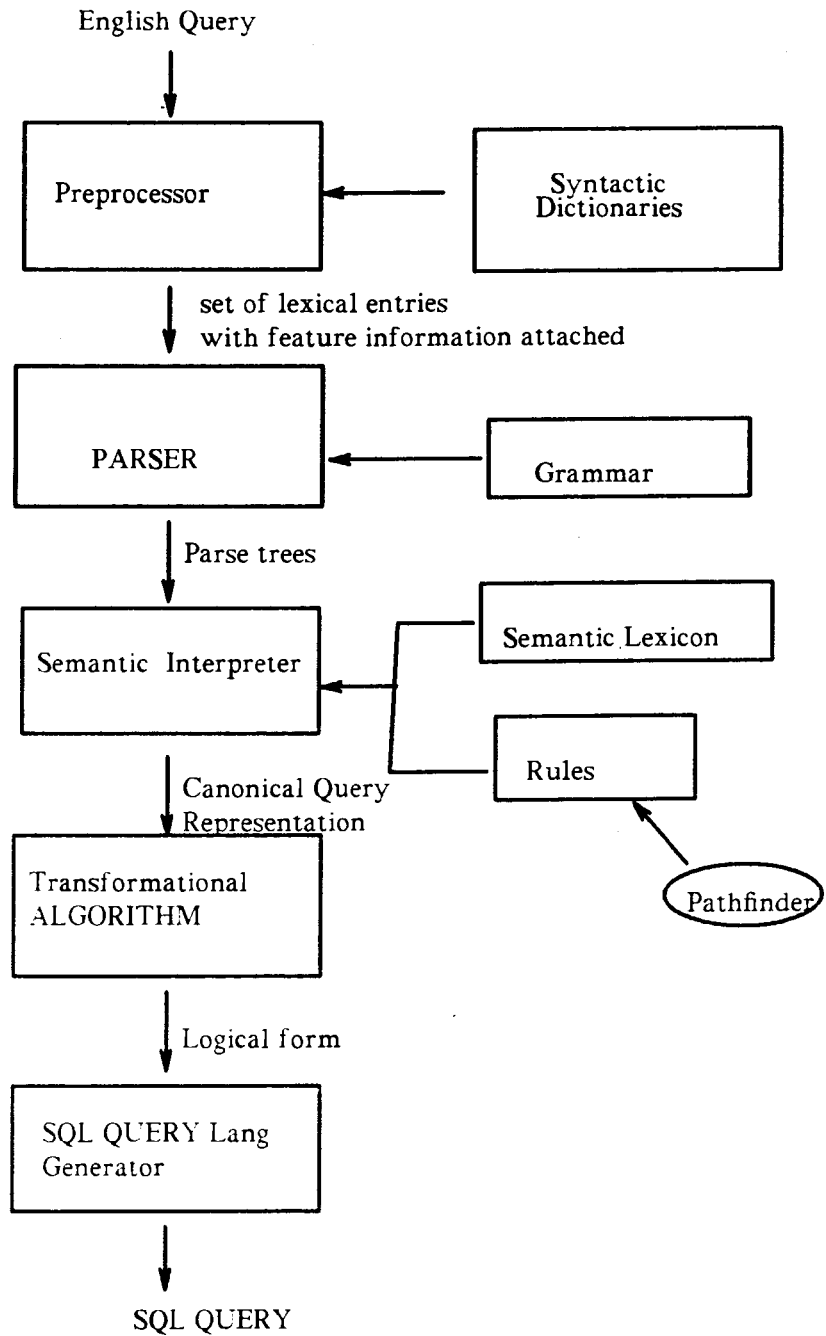 English Query
Preprocessor
Syntactic
Dictionaries
set of lexical entries
with feature information attached
PARSER
Grammar
Parse trees
Semantic Lexicon
Semantic Interpreter
Rules
Canonical Query
Representation
Transformational
ALGORITHM
Pathfinder
Logical form
SQL QUERY Lang
Generator
SQL QUERY